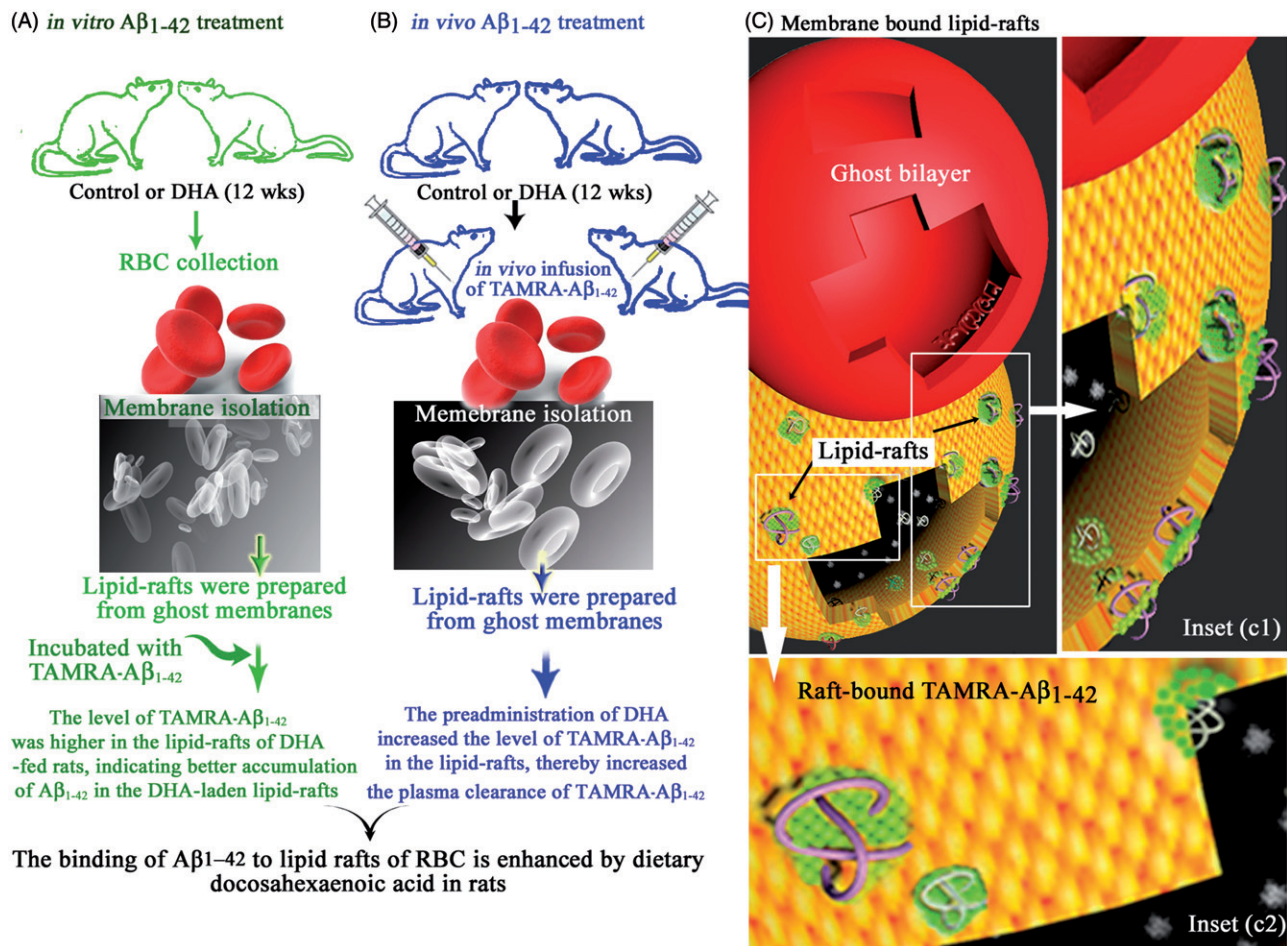 (A) in vitro Aβ1-42 treatment
Control or DHA (12 wks)
RBC collection
Membrane isolation
Lipid-rafts were prepared
from ghost membranes
Incubated with
TAMRA-Aβ1-42
The level of TAMRA-Aβ1-42
was higher in the lipid-rafts of DHA
-fed rats, indicating better accumulation
of Aβ1-42 in the DHA-laden lipid-rafts
(B) in vivo Aβ1-42 treatment
Control or DHA (12 wks)
in vivo infusion
of TAMRA-Aβ1-42
Memebrane isolation
Lipid-rafts were prepared
from ghost membranes
The preadministration of DHA
increased the level of TAMRA-Aβ1-42
in the lipid-rafts, thereby increased
the plasma clearance of TAMRA-Aβ1-42
The binding of Aβ1–42 to lipid rafts of RBC is enhanced by dietary
docosahexaenoic acid in rats
(C) Membrane bound lipid-rafts
Ghost bilayer
Lipid-rafts
Inset (c1)
Raft-bound TAMRA-Aβ1-42
Inset (c2)